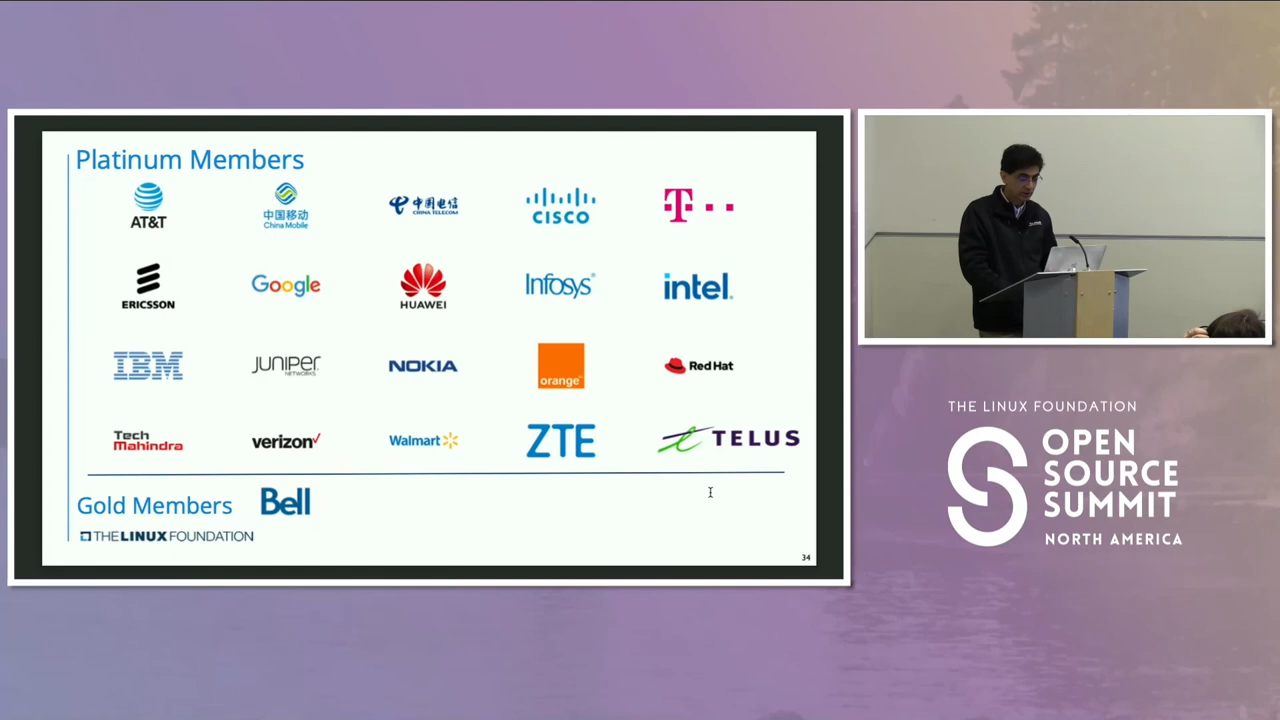 Platinum Members
AT&T
中国移动
China Mobile
中国电信
CHINA TELECOM
CISCO
T
ERICSSON
Google
HUAWEI
Infosys
intel.
IBM
JUNIPER
NETWORKS
NOKIA
orange
Red Hat
Tech
Mahindra
verizon
Walmart
ZTE
TELUS
Gold Members
Bell
THE LINUX FOUNDATION
34
THE LINUX FOUNDATION
OPEN
SOURCE
SUMMIT
NORTH AMERICA